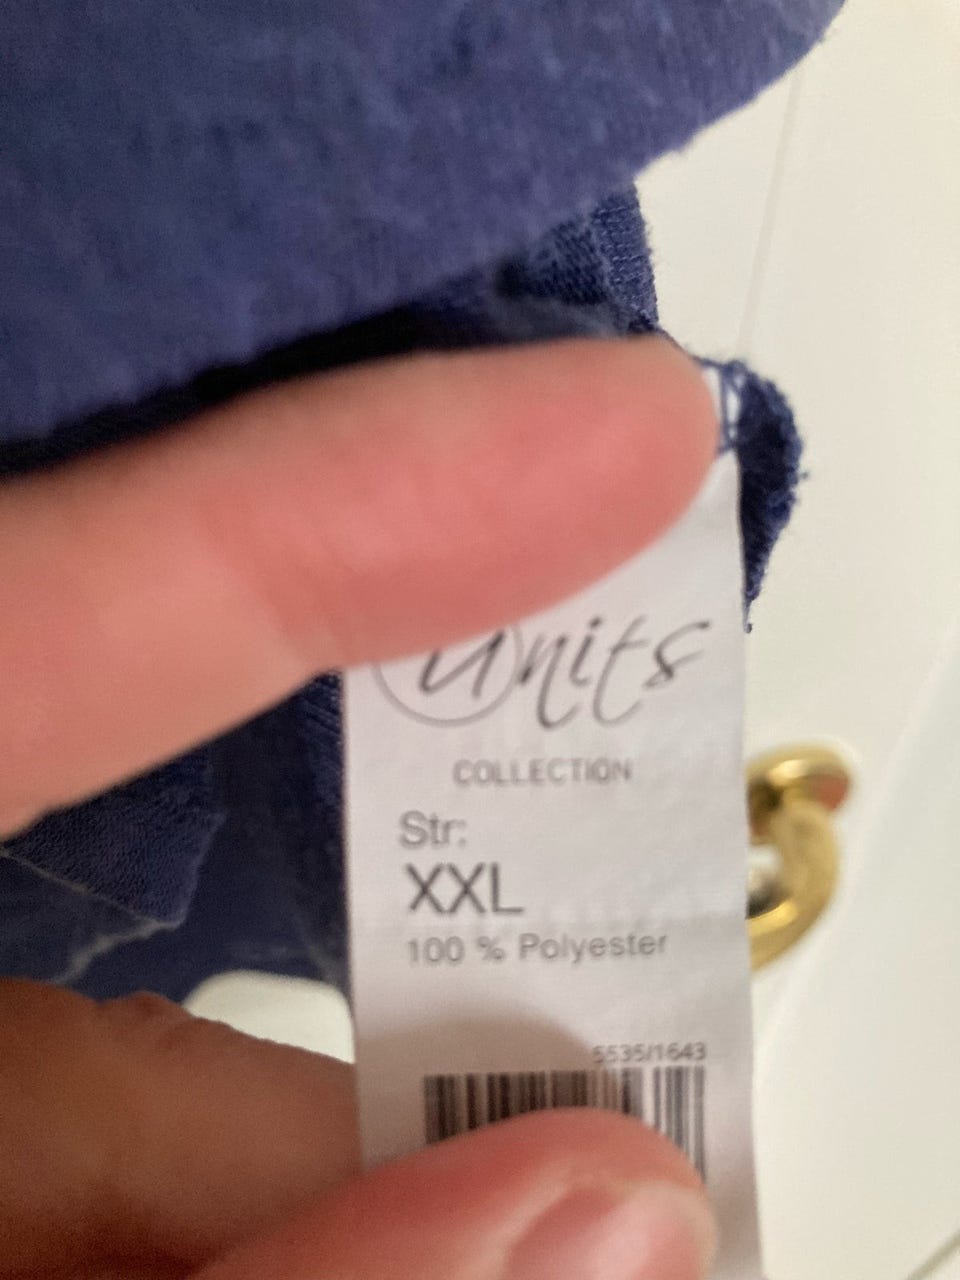 Units
COLLECTION
Str:
XXL
100 % Polyester
5535/1643